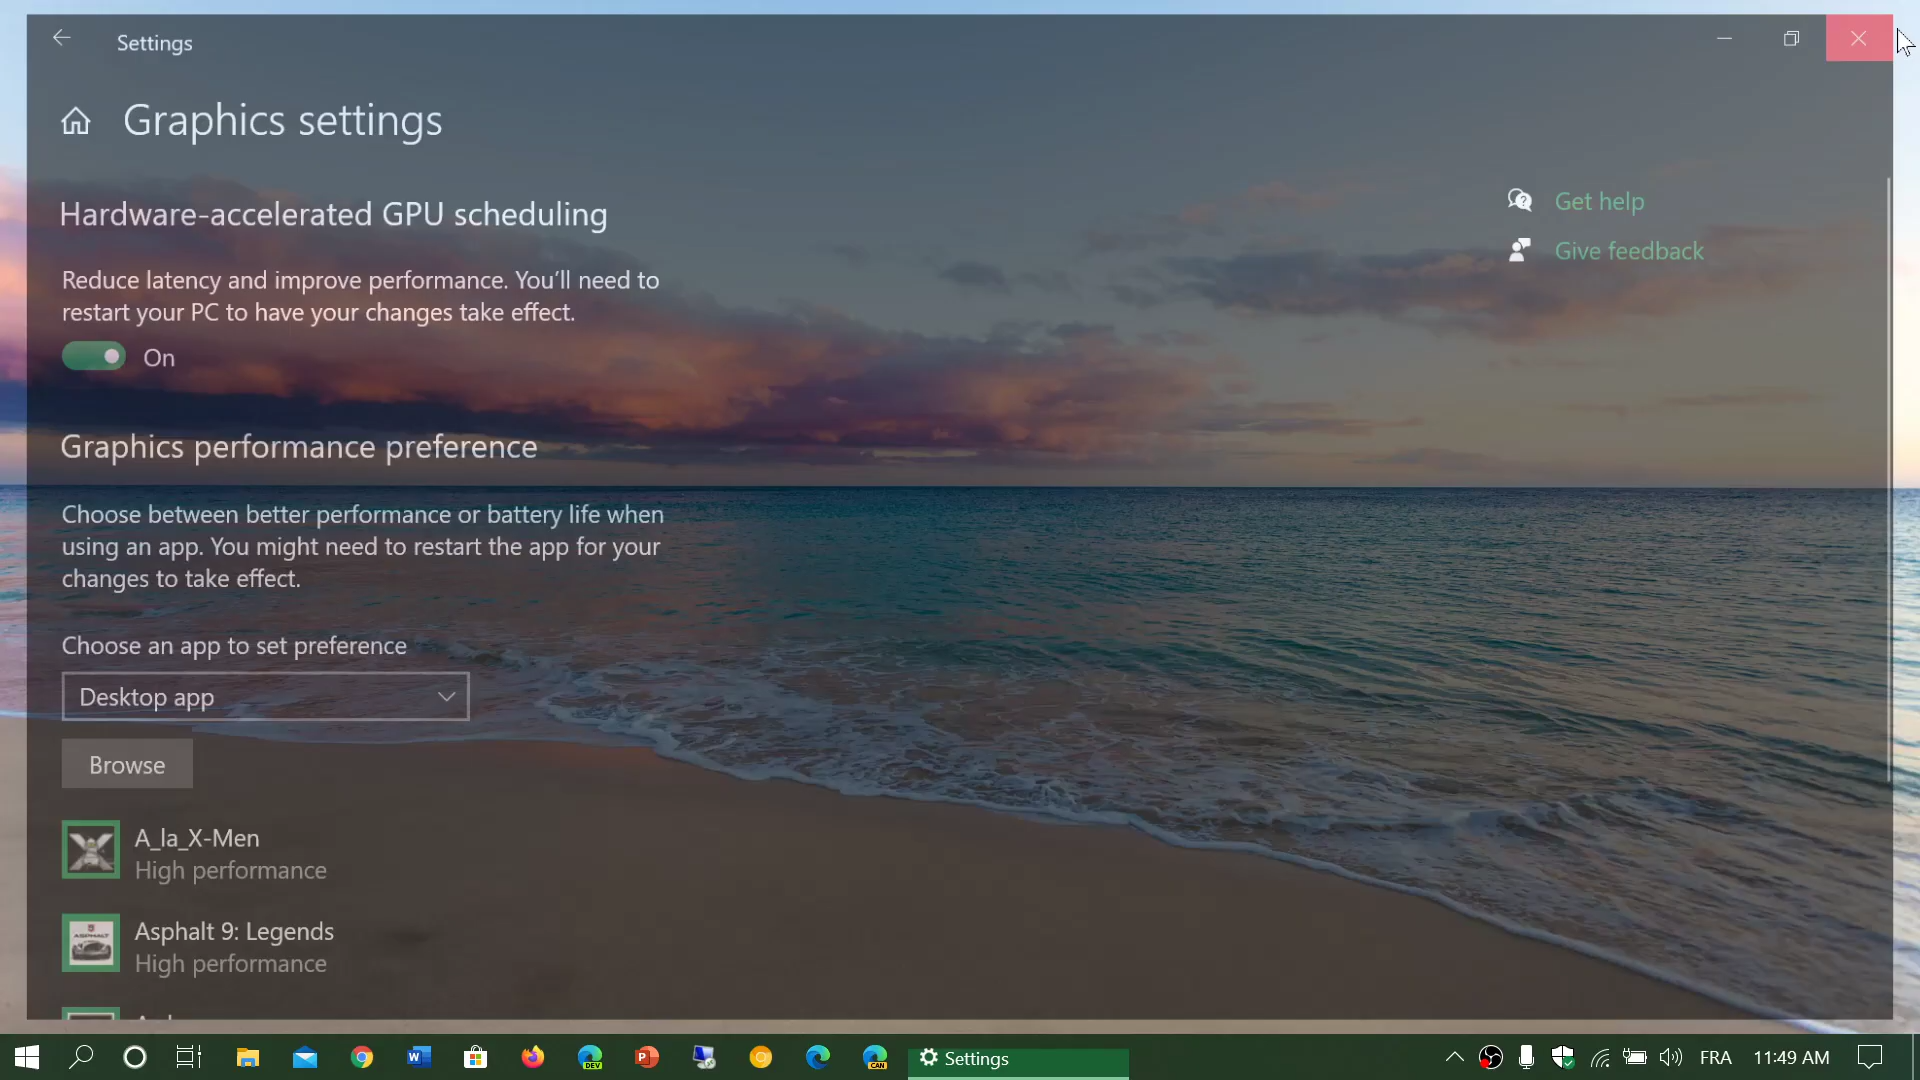 Settings
Graphics settings
Hardware-accelerated GPU scheduling
Reduce latency and improve performance. You’ll need to
restart your PC to have your changes take effect.
On
Graphics performance preference
Choose between better performance or battery life when
using an app. You might need to restart the app for your
changes to take effect.
Choose an app to set preference
Desktop app
Browse
A_la_X-Men
High performance
ASPHALT
Asphalt 9: Legends
High performance
Get help
Give feedback
W
DEV
P
CAN
Settings
FRA
11:49 AM